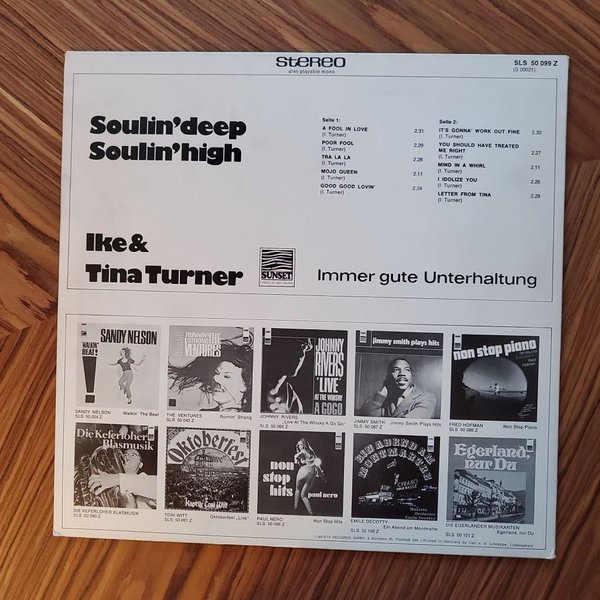 stereo
also playable mono
SLS 50 099 Z
(S 20021)
Soulin'deep
Soulin'high
Ike &
Tina Turner
Seite 1:
A FOOL IN LOVE 2.31
(I. Turner)
POOR FOOL 2.29
(I. Turner)
TRA LA LA 2.28
(I. Turner)
MOJO QUEEN 2.11
(I. Turner)
GOOD GOOD LOVIN' 2.24
(I. Turner)
Seite 2:
IT'S GONNA' WORK OUT FINE 2.30
(I. Turner)
YOU SHOULD HAVE TREATED
ME RIGHT 2.27
(I. Turner)
MIND IN A WHIRL 2.11
(I. Turner)
I IDOLIZE YOU 2.26
(I. Turner)
LETTER FROM TINA 2.29
(I. Turner)
SUNSET
Immer gute Unterhaltung
SANDY NELSON
WALKIN'
BEAT!
SANDY NELSON Walkin' The Beat
SLS 50 024 Z
RUNNIN'
STRONG
THE
VENTURES
THE VENTURES Runnin' Strong
SLS 50 040 Z
JOHNNY
RIVERS
'LIVE'
AT THE WHISKY
A GOGO
JOHNNY RIVERS „Live At The Whisky A Go Go"
SLS 50 066 Z
jimmy smith plays hits
JIMMY SMITH Jimmy Smith Plays Hits
SLS 50 087 Z
non stop piano
FRED HOFMAN Non Stop Piano
SLS 50 089 Z
Die Keferloher
Blasmusik
DIE KEFERLOHER BLASMUSIK
SLS 50 090 Z
Oktoberfest
TONI WITT Oktoberfest „Live"
SLS 50 091 Z
non
stop
hits
paul nero
PAUL NERO Non Stop Hits
SLS 50 096 Z
EIN ABEND AM
MONTMARTRE
EMILE DECOTTY Ein Abend am Montmatre
SLS 50 100 Z
Egerland,
nur Du
DIE EGERLÄNDER MUSIKANTEN
SLS 50 101 Z Egerland, nur Du